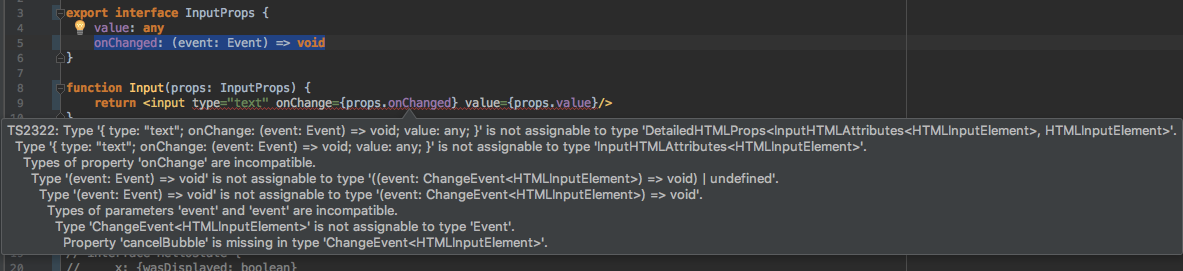 3 export interface InputProps {
4 value: any
5 onChanged: (event: Event) => void
6 }
7
8 function Input(props: InputProps) {
9 return <input type="text" onChange={props.onChanged} value={props.value}/>
TS2322: Type '{ type: "text"; onChange: (event: Event) => void; value: any; }' is not assignable to type 'DetailedHTMLProps<InputHTMLAttributes<HTMLInputElement>, HTMLInputElement>'.
Type '{ type: "text"; onChange: (event: Event) => void; value: any; }' is not assignable to type 'InputHTMLAttributes<HTMLInputElement>'.
Types of property 'onChange' are incompatible.
Type '(event: Event) => void' is not assignable to type '((event: ChangeEvent<HTMLInputElement>) => void) | undefined'.
Type '(event: Event) => void' is not assignable to type '(event: ChangeEvent<HTMLInputElement>) => void'.
Types of parameters 'event' and 'event' are incompatible.
Type 'ChangeEvent<HTMLInputElement>' is not assignable to type 'Event'.
Property 'cancelBubble' is missing in type 'ChangeEvent<HTMLInputElement>'.
20 // x: {wasDisplayed: boolean}